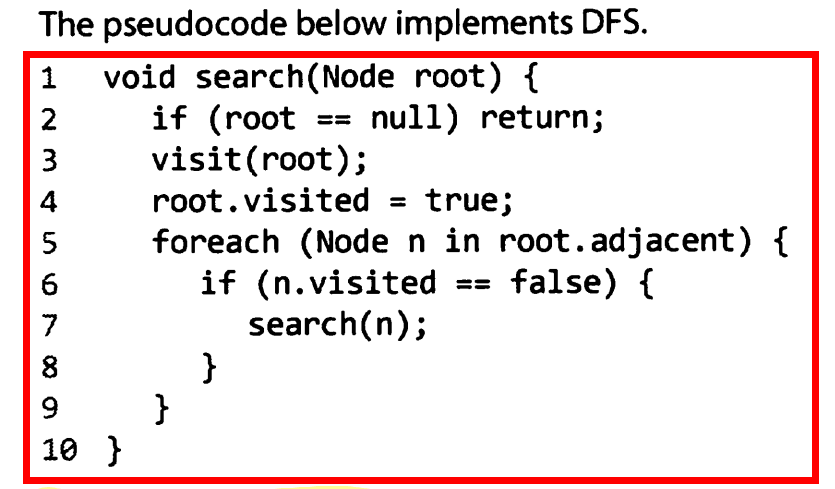 The pseudocode below implements DFS.
1 void search(Node root) {
2 if (root == null) return;
3 visit(root);
4 root.visited = true;
5 foreach (Node n in root.adjacent) {
6 if (n.visited == false) {
7 search(n);
8 }
9 }
10 }